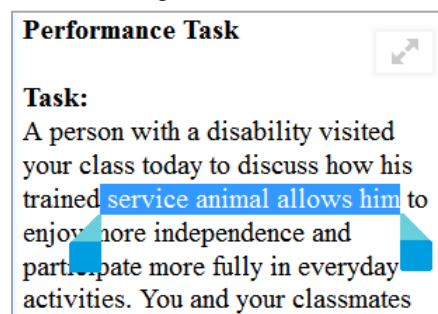 Performance Task
Task:
A person with a disability visited
your class today to discuss how his
trained service animal allows him to
enjoy more independence and
participate more fully in everyday
activities. You and your classmates